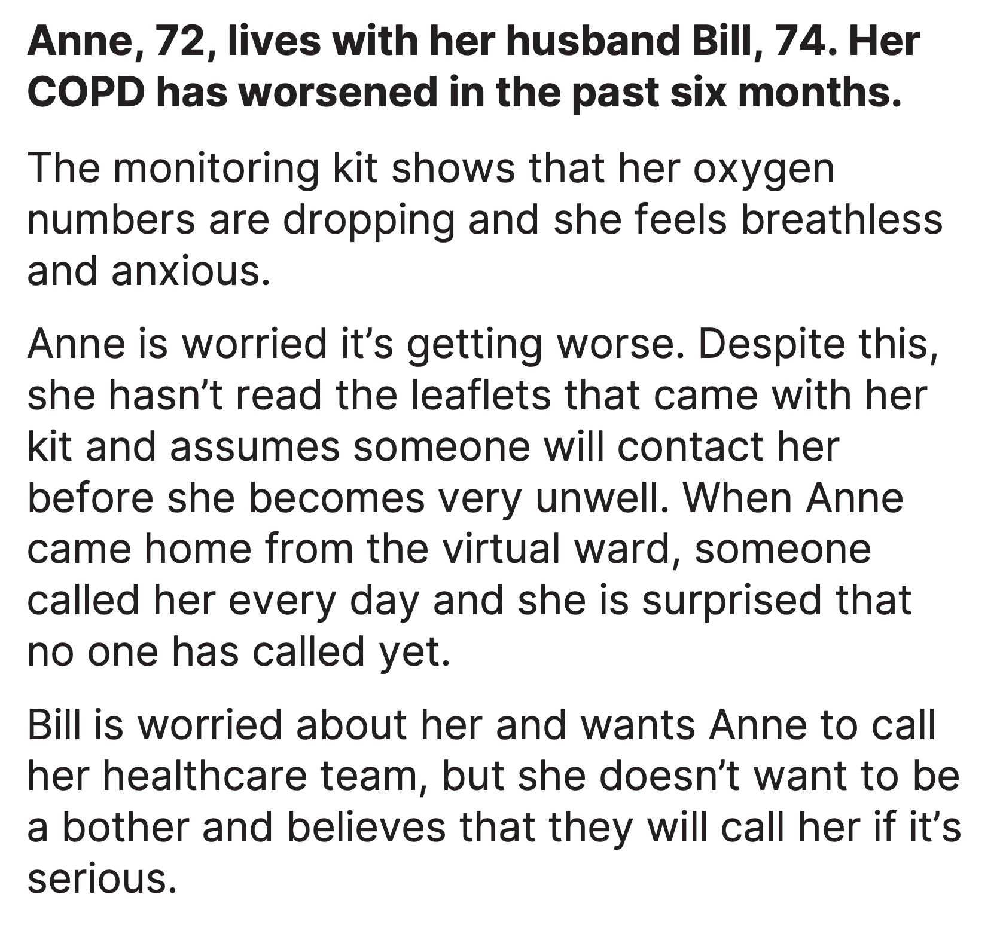 Anne, 72, lives with her husband Bill, 74. Her
COPD has worsened in the past six months.
The monitoring kit shows that her oxygen
numbers are dropping and she feels breathless
and anxious.
Anne is worried it’s getting worse. Despite this,
she hasn’t read the leaflets that came with her
kit and assumes someone will contact her
before she becomes very unwell. When Anne
came home from the virtual ward, someone
called her every day and she is surprised that
no one has called yet.
Bill is worried about her and wants Anne to call
her healthcare team, but she doesn’t want to be
a bother and believes that they will call her if it’s
serious.